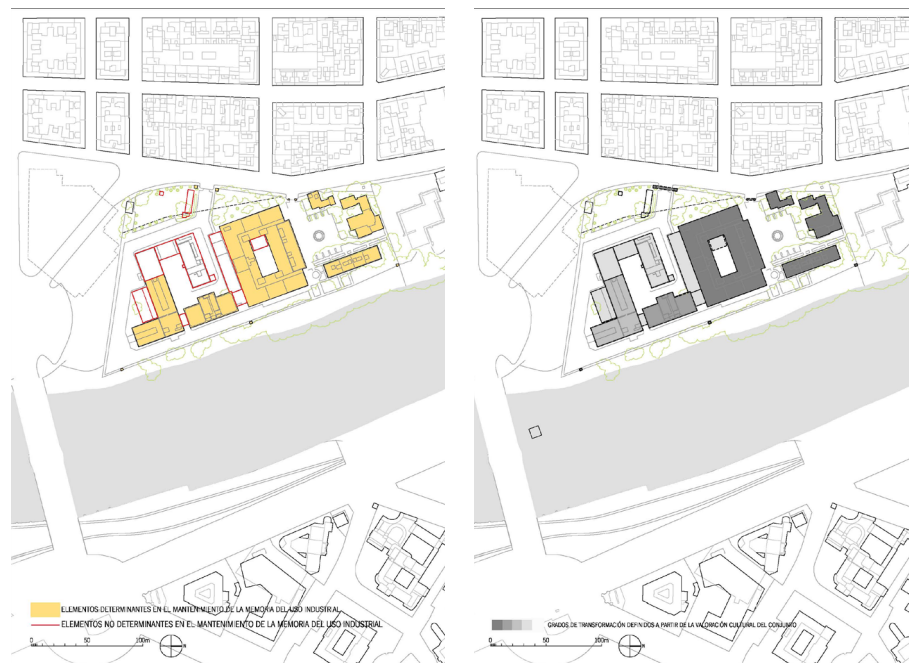 ELEMENTOS DETERMINANTES EN EL MANTENIMIENTO DE LA MEMORIA DEL USO INDUSTRIAL
ELEMENTOS NO DETERMINANTES EN EL MANTENIMIENTO DE LA MEMORIA DEL USO INDUSTRIAL
0 50 100m
GRADOS DE TRANSFORMACIÓN DEFINIDOS A PARTIR DE LA VALORACIÓN CULTURAL DEL CONJUNTO
0 50 100m